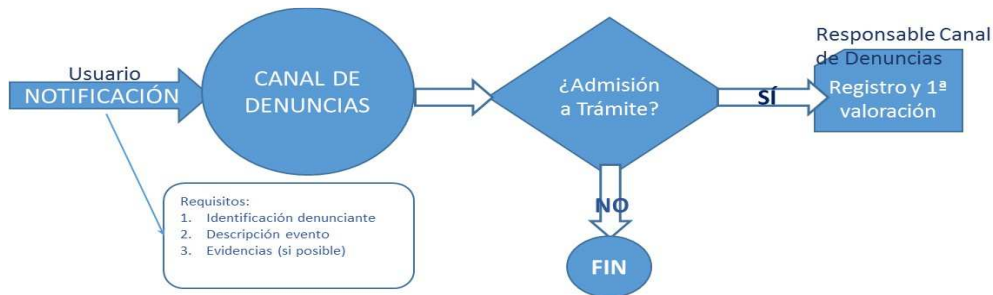 Usuario
NOTIFICACIÓN
CANAL DE
DENUNCIAS
¿Admisión
a Trámite?
SÍ
Responsable Canal
de Denuncias
Registro y 1ª
valoración
Requisitos:
1. Identificación denunciante
2. Descripción evento
3. Evidencias (si posible)
NO
FIN